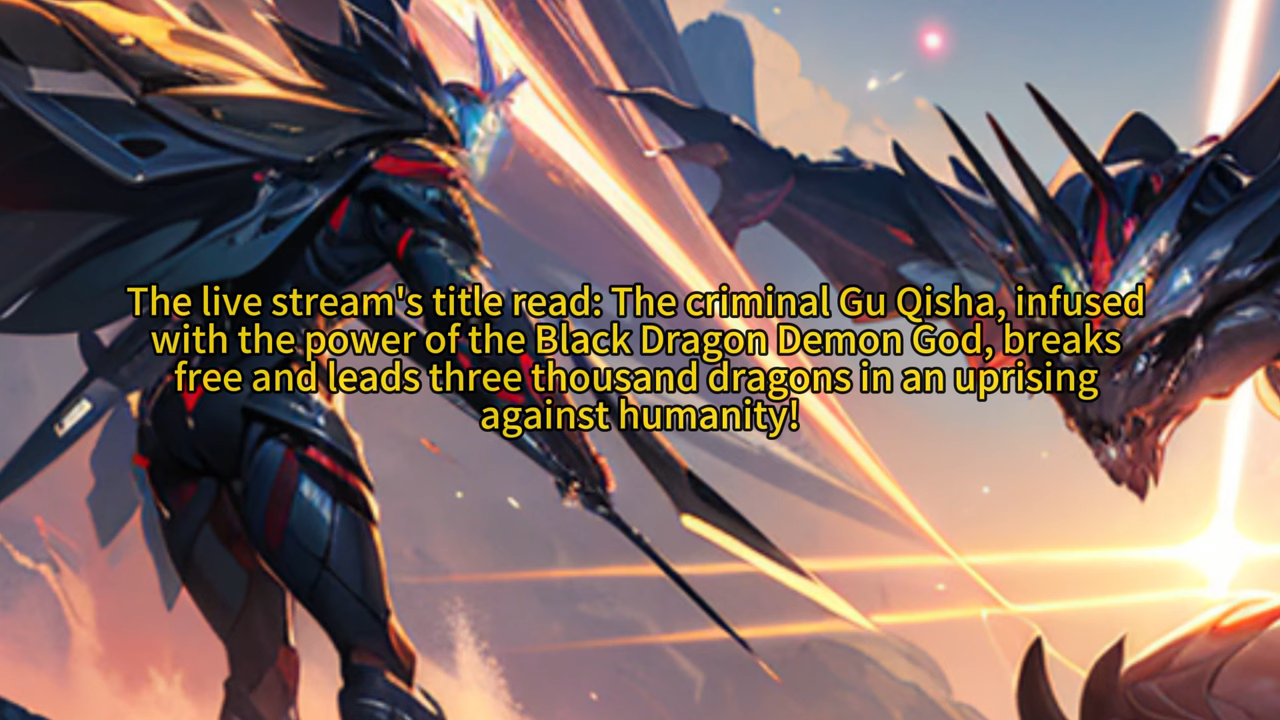 The live stream's title read: The criminal Gu Qisha, infused
with the power of the Black Dragon Demon God, breaks
free and leads three thousand dragons in an uprising
against humanity!